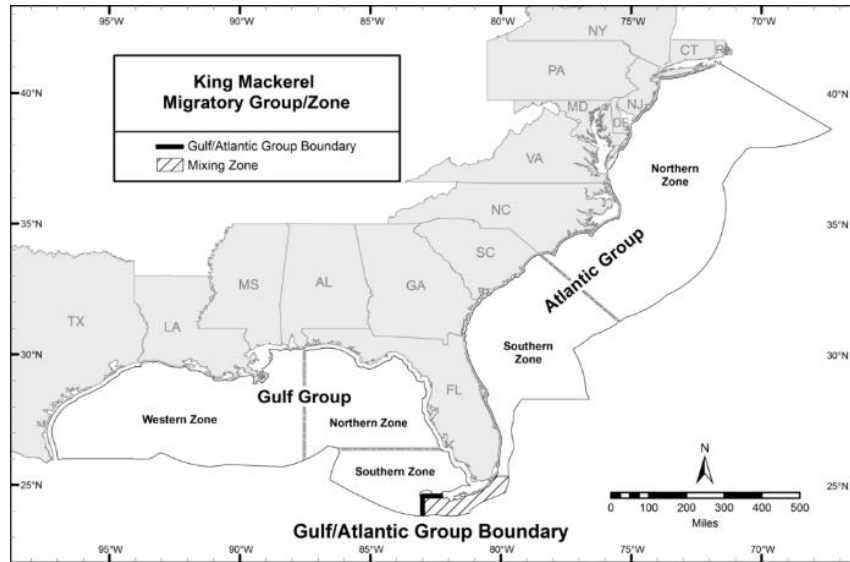 95°W 90°W 85°W 80°W 75°W 70°W
King Mackerel
Migratory Group/Zone
Gulf/Atlantic Group Boundary
Mixing Zone
NY
CT
RI
PA
40°N
40°N
NJ
MD
DE
VA
Northern
Zone
35°N
35°N
NC
SC
Atlantic Group
MS
AL
GA
TX
LA
Southern
Zone
30°N
30°N
FL
Gulf Group
Western Zone
Northern Zone
Southern Zone
N
25°N
25°N
0 100 200 300 400 500
Miles
Gulf/Atlantic Group Boundary
95°W 90°W 85°W 80°W 75°W 70°W